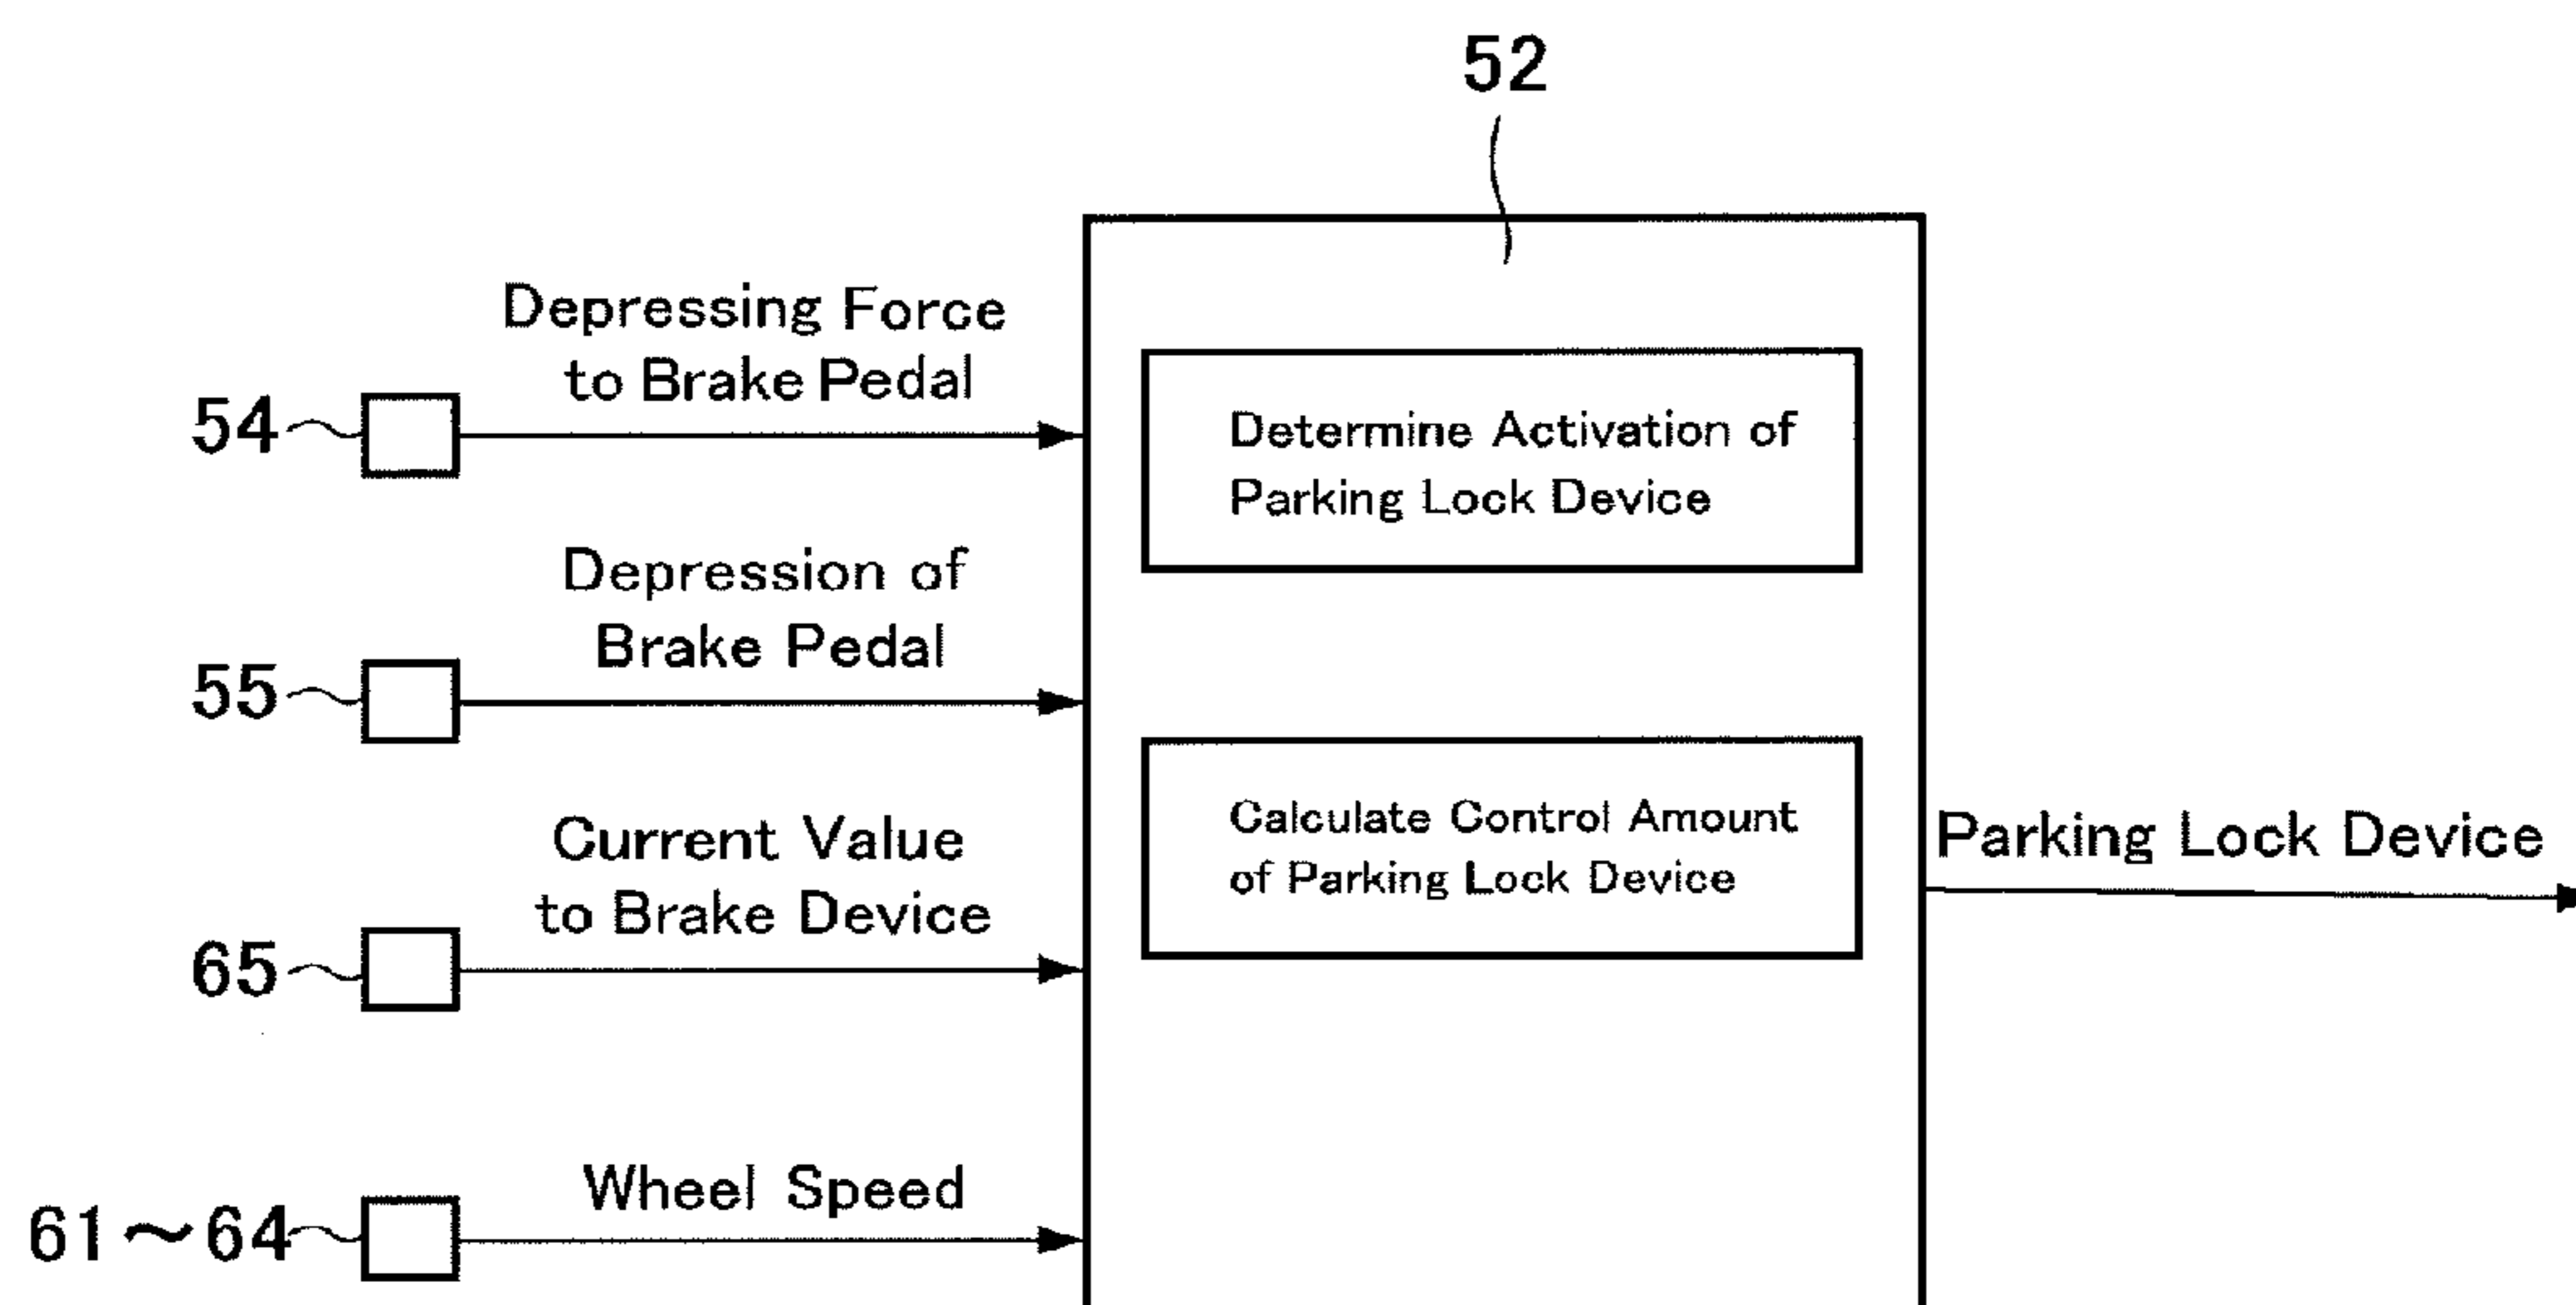 52
Depressing Force
to Brake Pedal
54
Determine Activation of
Parking Lock Device
Depression of
Brake Pedal
55
Current Value
to Brake Device
65
Calculate Control Amount
of Parking Lock Device
Parking Lock Device
Wheel Speed
61～64